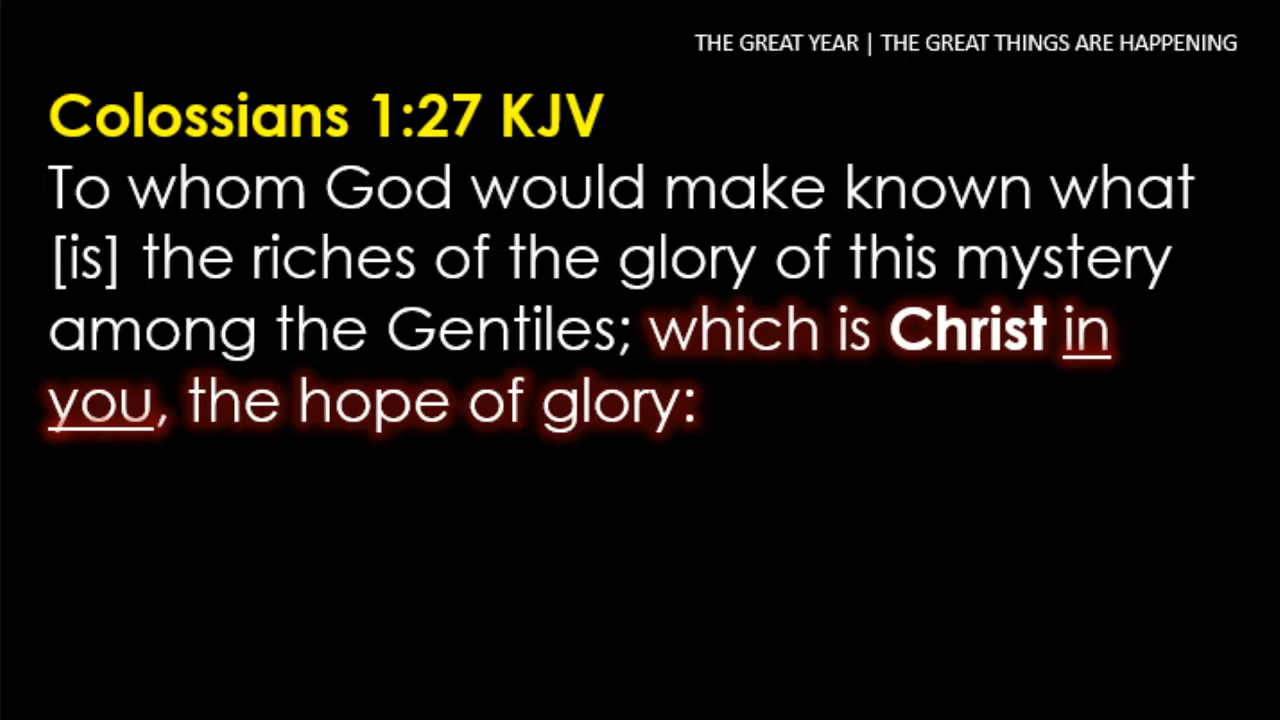 THE GREAT YEAR | THE GREAT THINGS ARE HAPPENING
Colossians 1:27 KJV
To whom God would make known what
[is] the riches of the glory of this mystery
among the Gentiles; which is Christ in
you, the hope of glory: